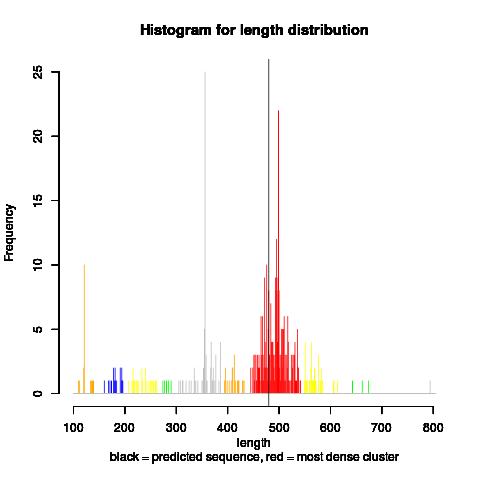 Histogram for length distribution
Frequency
25
20
15
10
5
0
100 200 300 400 500 600 700 800
length
black = predicted sequence, red = most dense cluster